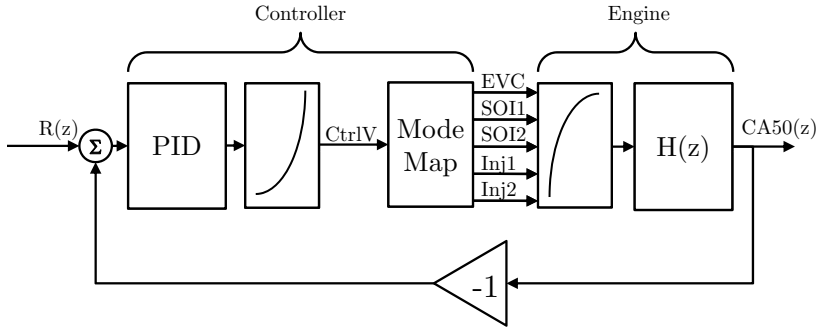 Controller
Engine
R(z)
Σ
PID
CtrlV
Mode
Map
EVC
SOI1
SOI2
Inj1
Inj2
H(z)
CA50(z)
-1